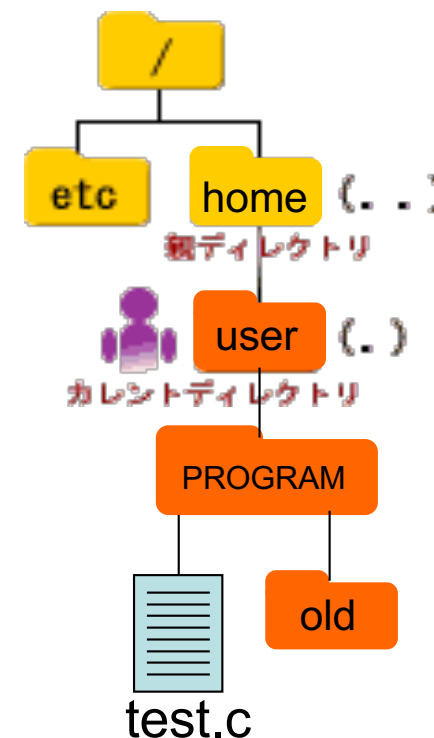 /
etc
home (. .)
親ディレクトリ
user (. )
カレントディレクトリ
PROGRAM
old
test.c